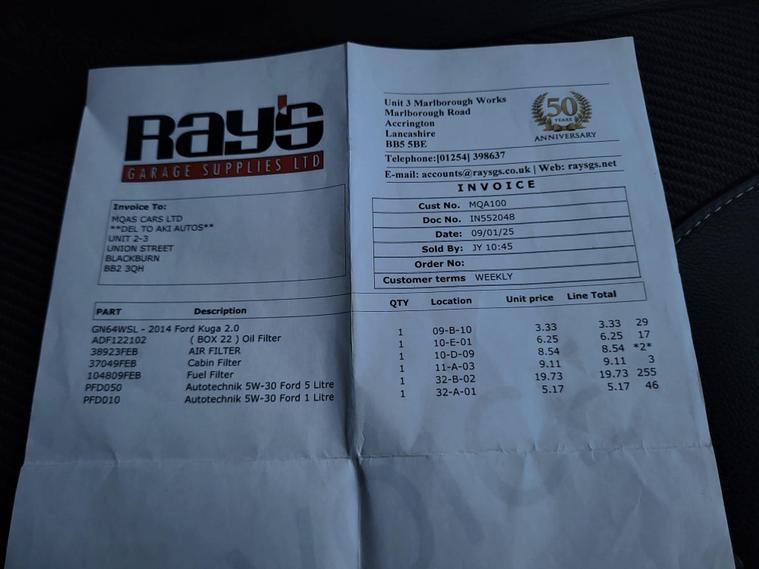 Ray's
GARAGE SUPPLIES LTD
Unit 3 Marlborough Works
Marlborough Road
Accrington
Lancashire
BB5 5BE
Telephone:[01254] 398637
E-mail: accounts@raysgs.co.uk | Web: raysgs.net
50
YEARS
ANNIVERSARY
INVOICE
Invoice To:
MQAS CARS LTD
**DEL TO AKI AUTOS**
UNIT 2-3
UNION STREET
BLACKBURN
BB2 3QH
Cust No. MQA100
Doc No. IN552048
Date: 09/01/25
Sold By: JY 10:45
Order No:
Customer terms WEEKLY
PART Description QTY Location Unit price Line Total
GN64WSL - 2014 Ford Kuga 2.0
ADF122102 ( BOX 22 ) Oil Filter 1 09-B-10 3.33 3.33 29
38923FEB AIR FILTER 1 10-E-01 6.25 6.25 17
37049FEB Cabin Filter 1 10-D-09 8.54 8.54 *2*
104809FEB Fuel Filter 1 11-A-03 9.11 9.11 3
PFD050 Autotechnik 5W-30 Ford 5 Litre 1 32-B-02 19.73 19.73 255
PFD010 Autotechnik 5W-30 Ford 1 Litre 1 32-A-01 5.17 5.17 46